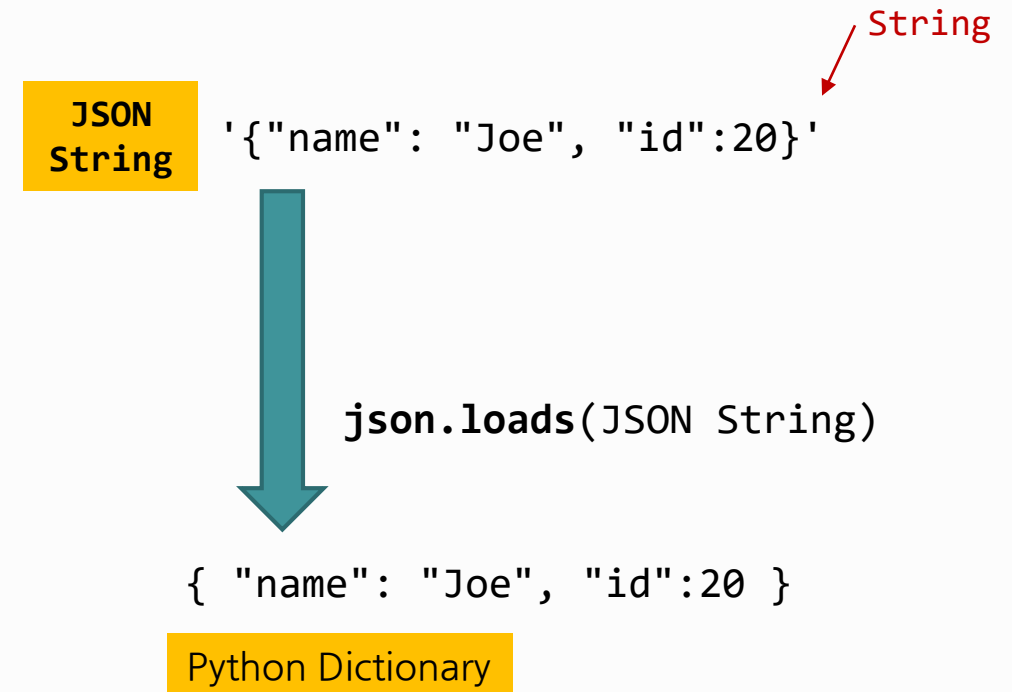 String
JSON
String
'{"name": "Joe", "id":20}'
json.loads(JSON String)
{ "name": "Joe", "id":20 }
Python Dictionary